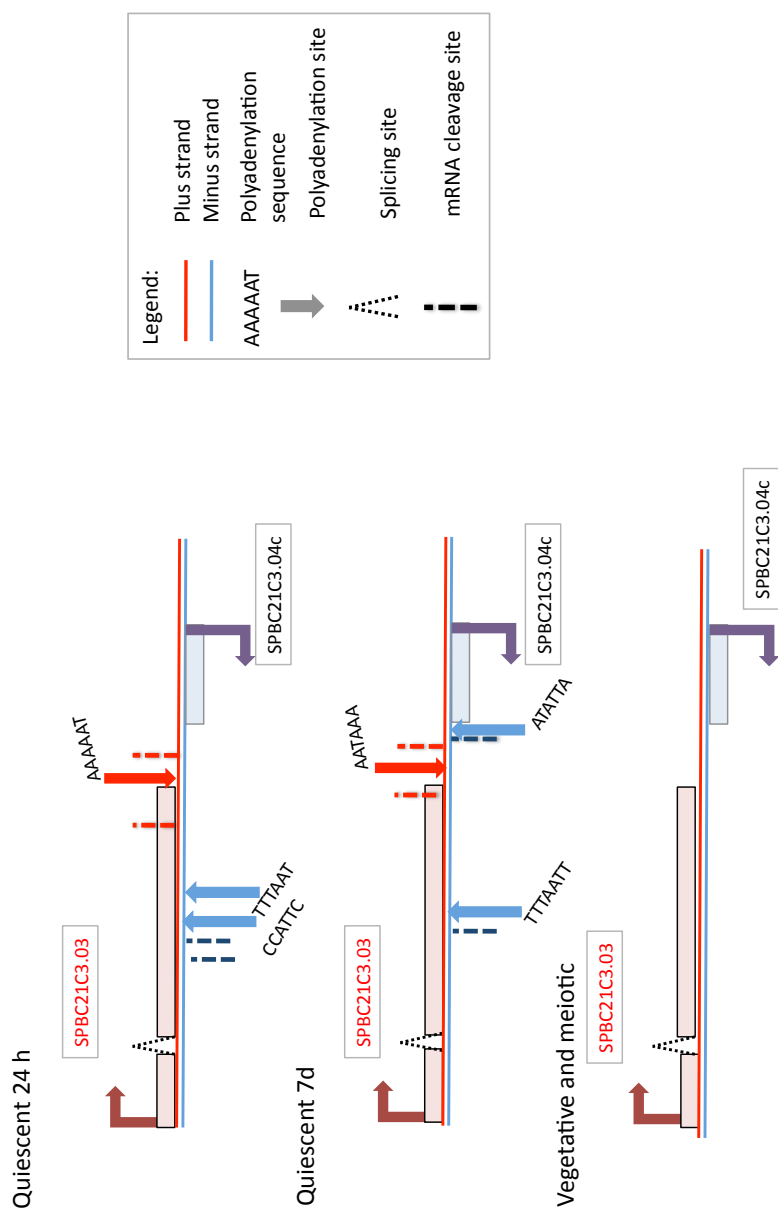 Quiescent 24 h
SPBC21C3.03
AAAAAT
CCATTC
TTTAAT
SPBC21C3.04c
Quiescent 7d
SPBC21C3.03
AATAAA
TTTAATT
ATATTA
SPBC21C3.04c
Vegetative and meiotic
SPBC21C3.03
SPBC21C3.04c
Legend:
Plus strand
Minus strand
AAAAAT
Polyadenylation
sequence
Polyadenylation site
Splicing site
mRNA cleavage site